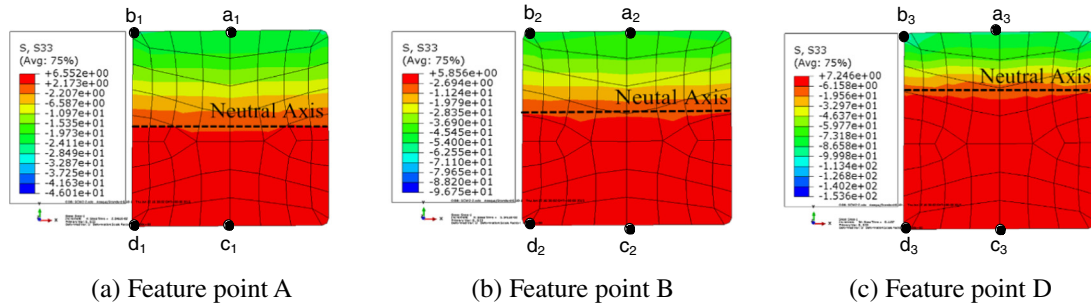 b1 a1
S, S33
(Avg: 75%)
+6.552e+00
+2.173e+00
-2.207e+00
-6.587e+00
-1.097e+01
-1.535e+01
-1.973e+01
-2.411e+01
-2.849e+01
-3.287e+01
-3.725e+01
-4.163e+01
-4.601e+01
Neutral Axis
d1 c1
(a) Feature point A
b2 a2
S, S33
(Avg: 75%)
+5.856e+00
-2.694e+00
-1.124e+01
-1.979e+01
-2.835e+01
-3.690e+01
-4.545e+01
-5.400e+01
-6.255e+01
-7.110e+01
-7.965e+01
-8.820e+01
-9.675e+01
Neutal Axis
d2 c2
(b) Feature point B
b3 a3
S, S33
(Avg: 75%)
+7.246e+00
-6.158e+00
-1.956e+01
-3.297e+01
-4.637e+01
-5.977e+01
-7.318e+01
-8.658e+01
-9.998e+01
-1.134e+02
-1.268e+02
-1.402e+02
-1.536e+02
Neutral Axis
d3 c3
(c) Feature point D